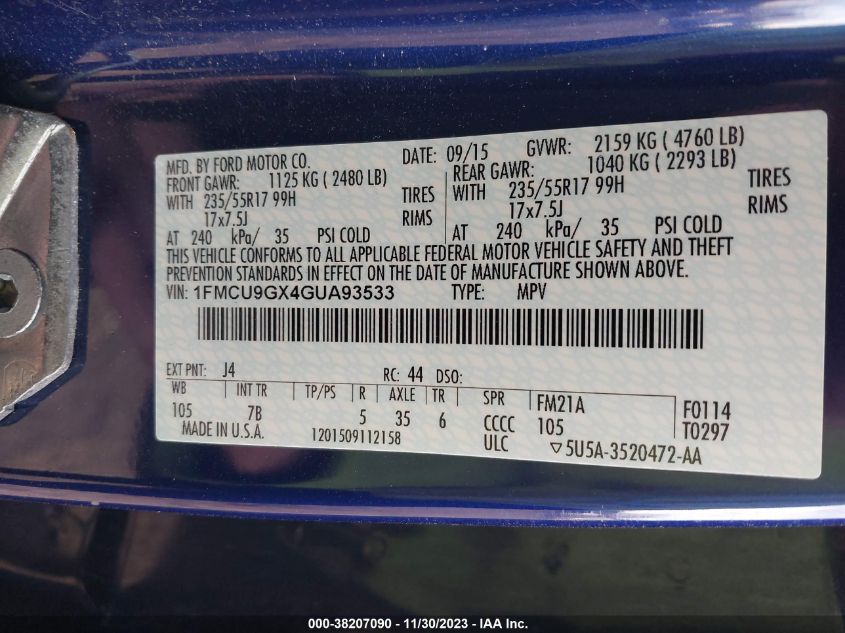 MFD. BY FORD MOTOR CO. DATE: 09/15 GVWR: 2159 KG ( 4760 LB)
FRONT GAWR: 1125 KG ( 2480 LB) REAR GAWR: 1040 KG ( 2293 LB)
WITH 235/55R17 99H TIRES WITH 235/55R17 99H TIRES
17x7.5J RIMS 17x7.5J RIMS
AT 240 kPa/ 35 PSI COLD AT 240 kPa/ 35 PSI COLD
THIS VEHICLE CONFORMS TO ALL APPLICABLE FEDERAL MOTOR VEHICLE SAFETY AND THEFT
PREVENTION STANDARDS IN EFFECT ON THE DATE OF MANUFACTURE SHOWN ABOVE.
VIN: 1FMCU9GX4GUA93533 TYPE: MPV
EXT PNT: J4 RC: 44 DSO:
WB INT TR TP/PS R AXLE TR SPR FM21A F0114
105 7B 5 35 6 CCCC 105 T0297
MADE IN U.S.A. 1201509112158 ULC ▽5U5A-3520472-AA
000-38207090 - 11/30/2023 - IAA Inc.